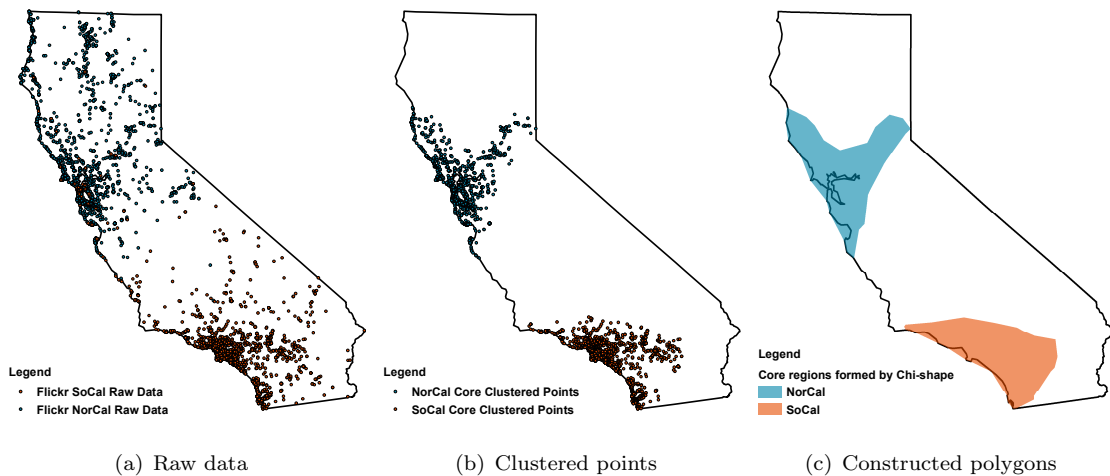 Legend
Flickr SoCal Raw Data
Flickr NorCal Raw Data
(a) Raw data
Legend
NorCal Core Clustered Points
SoCal Core Clustered Points
(b) Clustered points
Legend
Core regions formed by Chi-shape
NorCal
SoCal
(c) Constructed polygons